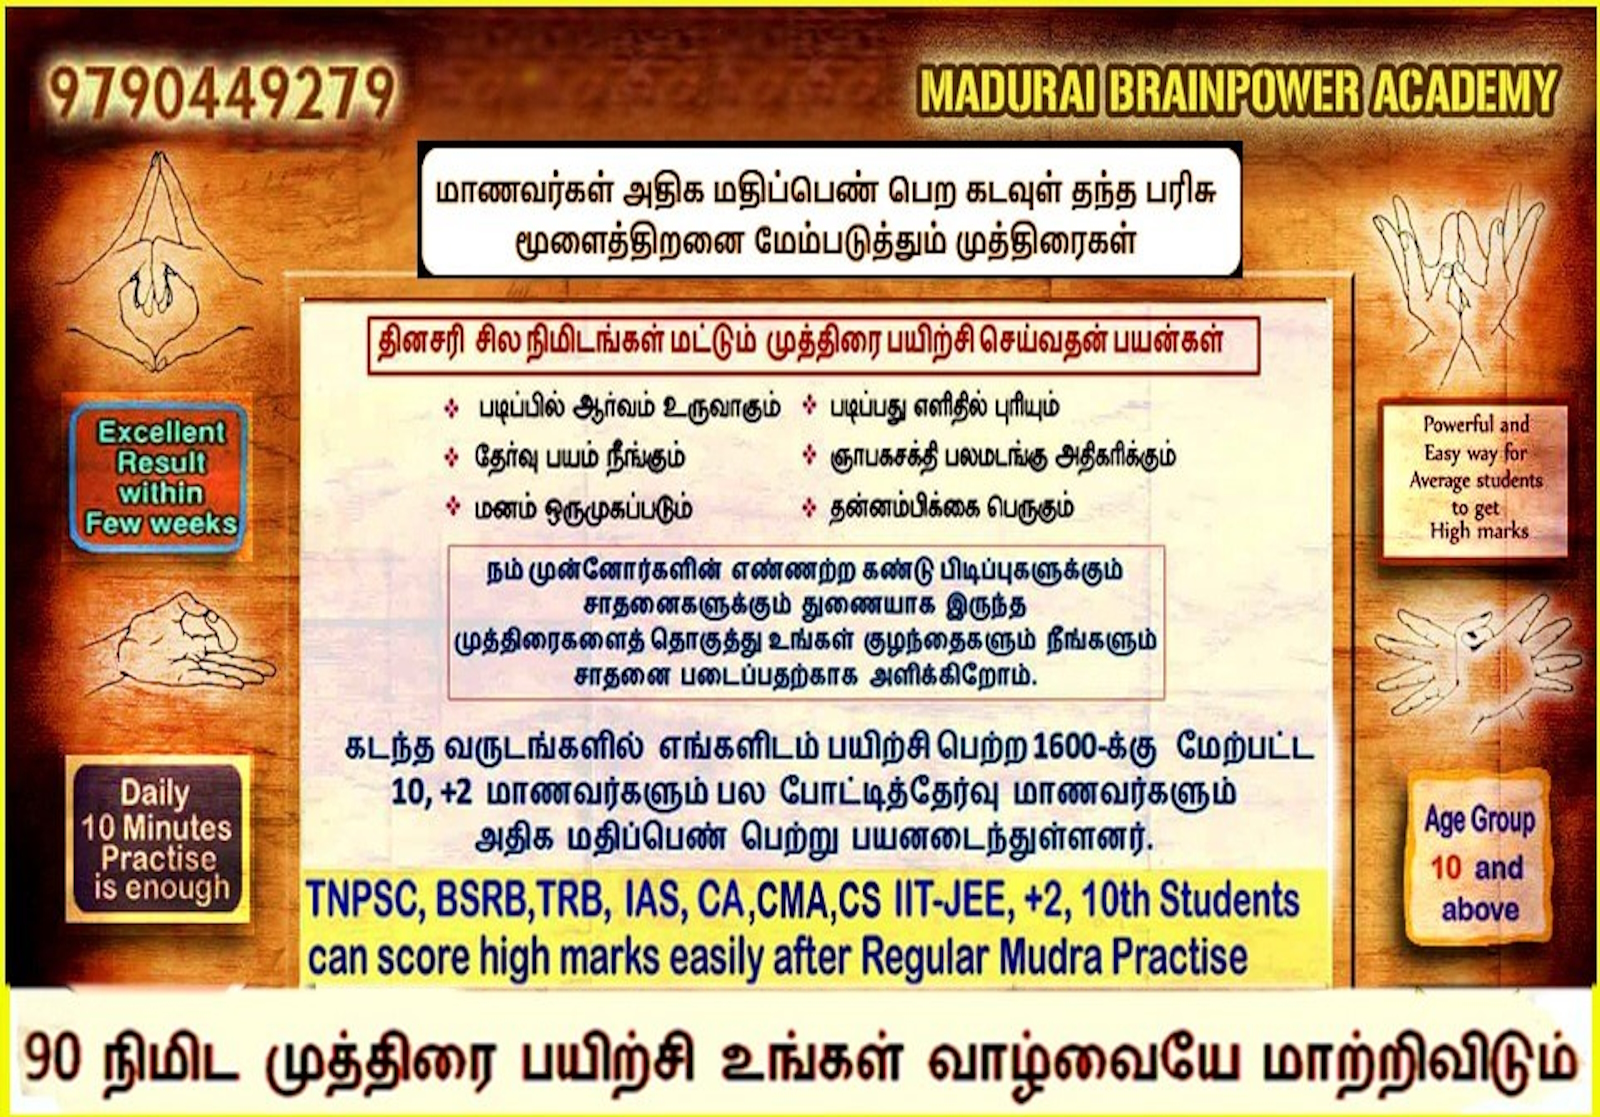 9790449279
MADURAI BRAINPOWER ACADEMY
மாணவர்கள் அதிக மதிப்பெண் பெற கடவுள் தந்த பரிசு
மூளைத்திறனை மேம்படுத்தும் முத்திரைகள்
தினசரி சில நிமிடங்கள் மட்டும் முத்திரை பயிற்சி செய்வதன் பயன்கள்
❖ படிப்பில் ஆர்வம் உருவாகும் ❖ படிப்பது எளிதில் புரியும்
❖ தேர்வு பயம் நீங்கும் ❖ ஞாபகசக்தி பலமடங்கு அதிகரிக்கும்
❖ மனம் ஒருமுகப்படும் ❖ தன்னம்பிக்கை பெருகும்
Excellent
Result
within
Few weeks
Powerful and
Easy way for
Average students
to get
High marks
நம் முன்னோர்களின் எண்ணற்ற கண்டு பிடிப்புகளுக்கும்
சாதனைகளுக்கும் துணையாக இருந்த
முத்திரைகளைத் தொகுத்து உங்கள் குழந்தைகளும் நீங்களும்
சாதனை படைப்பதற்காக அளிக்கிறோம்.
கடந்த வருடங்களில் எங்களிடம் பயிற்சி பெற்ற 1600-க்கு மேற்பட்ட
10, +2 மாணவர்களும் பல போட்டித்தேர்வு மாணவர்களும்
அதிக மதிப்பெண் பெற்று பயனடைந்துள்ளனர்.
Daily
10 Minutes
Practise
is enough
Age Group
10 and
above
TNPSC, BSRB,TRB, IAS, CA,CMA,CS IIT-JEE, +2, 10th Students
can score high marks easily after Regular Mudra Practise
90 நிமிட முத்திரை பயிற்சி உங்கள் வாழ்வையே மாற்றிவிடும்